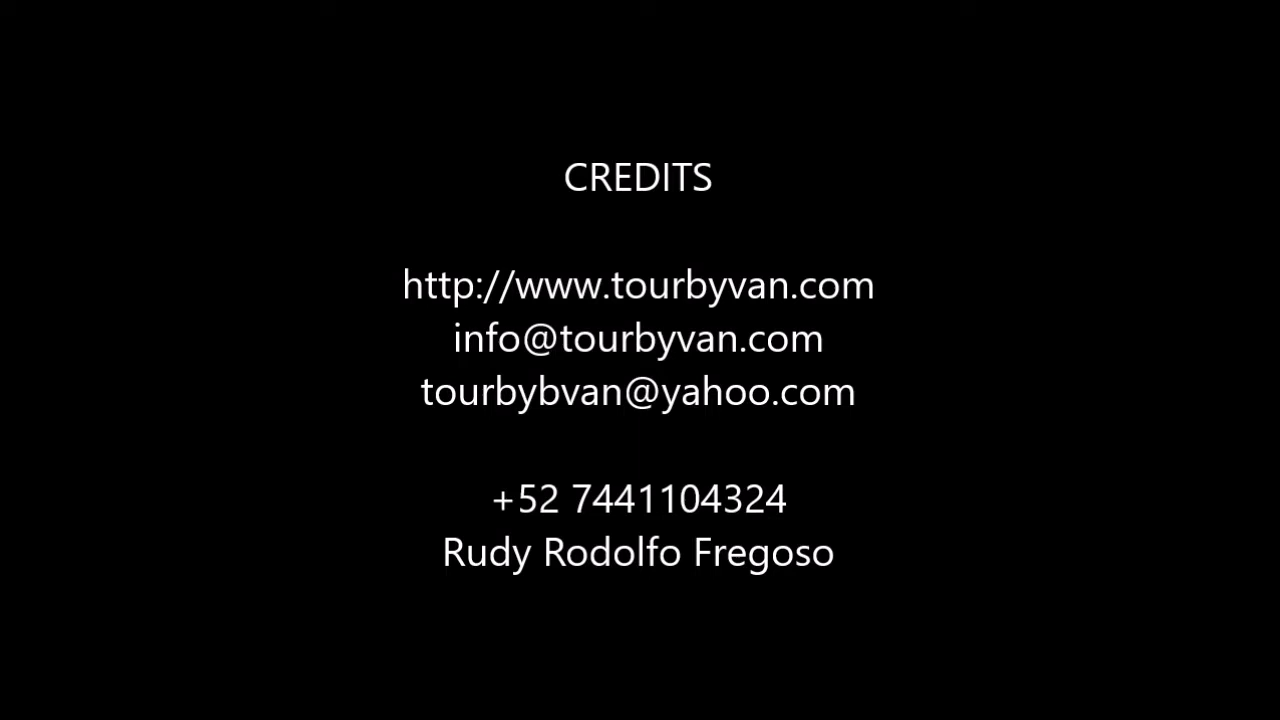 CREDITS
http://www.tourbyvan.com
info@tourbyvan.com
tourbybvan@yahoo.com
+52 7441104324
Rudy Rodolfo Fregoso